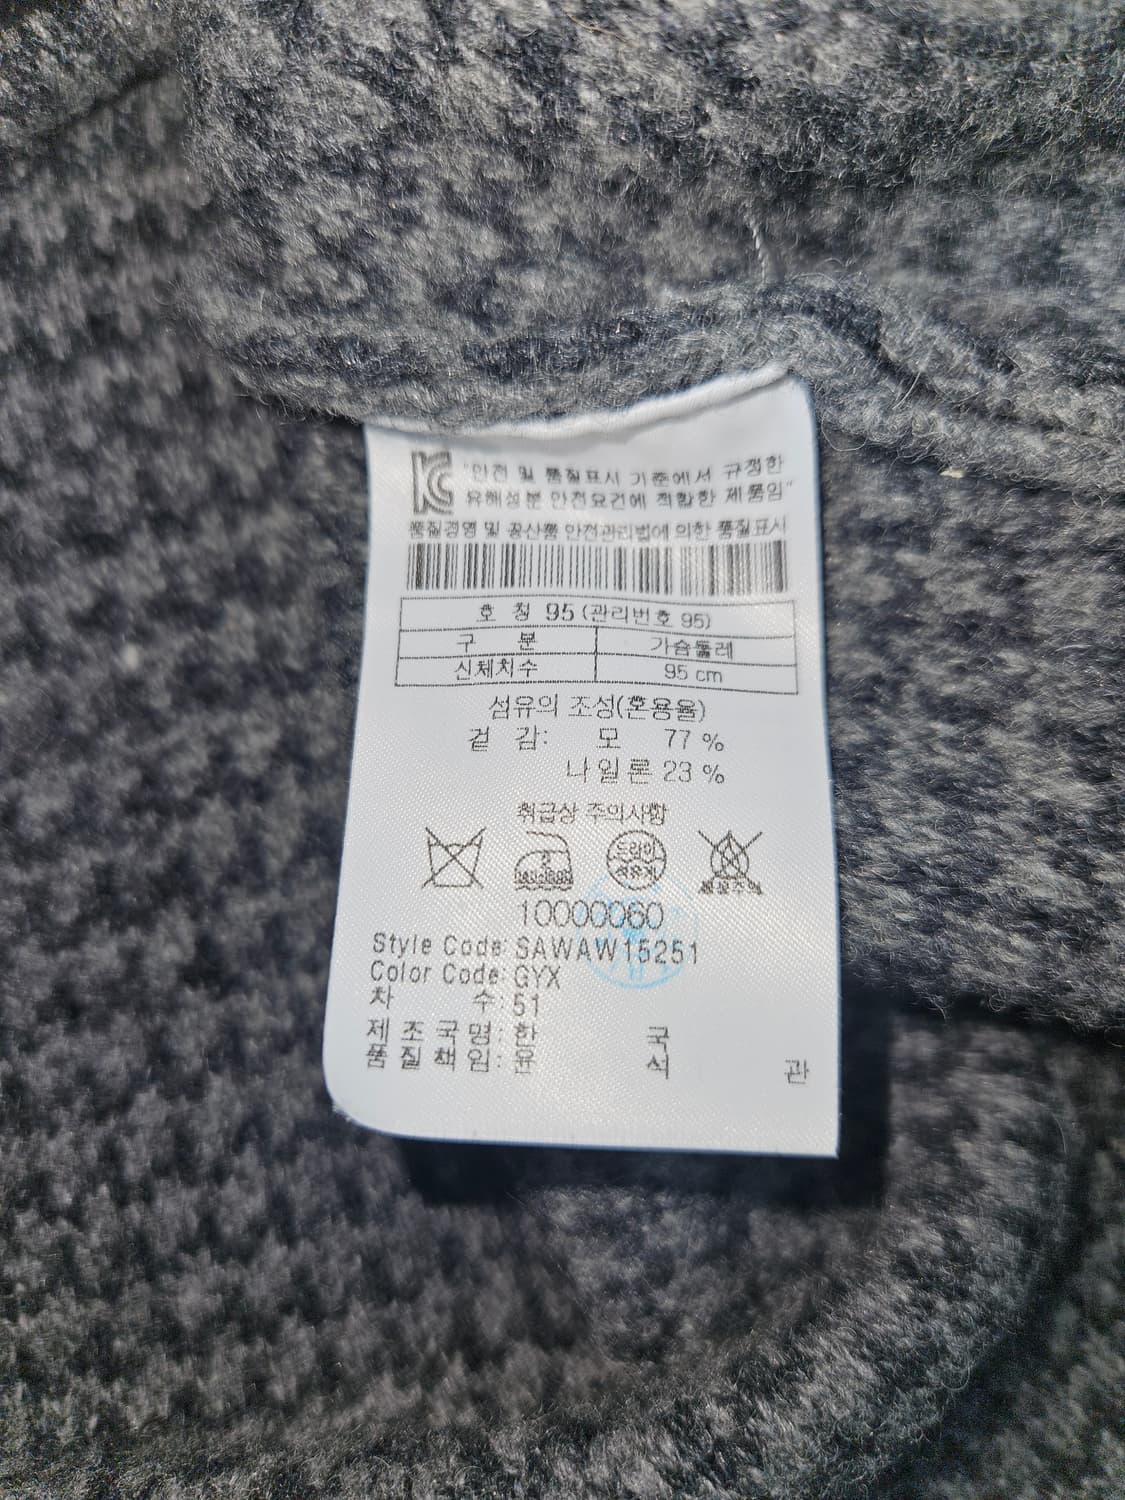 "안전 및 품질표시 기준에서 규정한
유해성분 안전요건에 적합한 제품임"
품질경영 및 공산품 안전관리법에 의한 품질표시
호 칭 95 (관리번호 95)
구 분 가슴둘레
신체치수 95 cm
섬유의 조성(혼용율)
겉 감: 모 77 %
나일론 23 %
취급상 주의사항
드라이
석유계
10000060
Style Code: SAWAW15251
Color Code: GYX
차 수: 51
제 조 국 명: 한 국
품 질 책 임: 윤 석 관